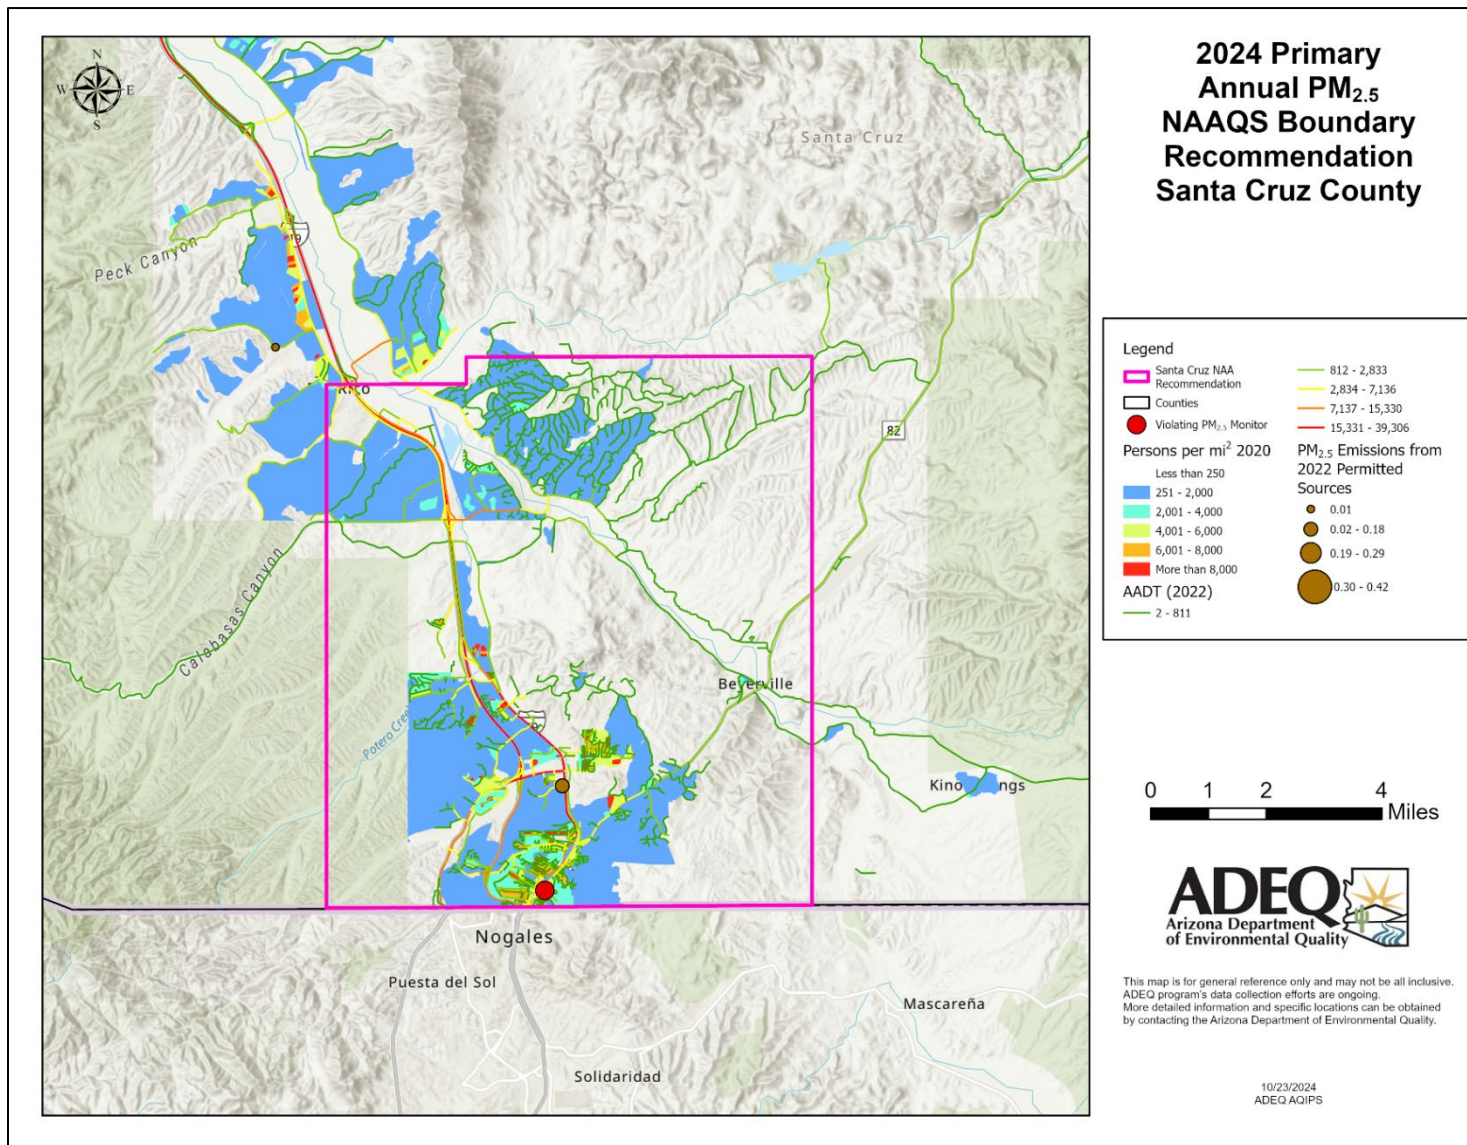 2024 Primary
Annual PM2.5
NAAQS Boundary
Recommendation
Santa Cruz County
N
W
E
S
Santa Cruz
Peck Canyon
19
Rico
82
Calabasas Canyon
Potero Creek
Beyerville
Kino
ngs
Nogales
Puesta del Sol
Mascareña
Solidaridad
Legend
Santa Cruz NAA
Recommendation
Counties
Violating PM2.5 Monitor
Persons per mi2 2020
Less than 250
251 - 2,000
2,001 - 4,000
4,001 - 6,000
6,001 - 8,000
More than 8,000
AADT (2022)
2 - 811
812 - 2,833
2,834 - 7,136
7,137 - 15,330
15,331 - 39,306
PM2.5 Emissions from
2022 Permitted
Sources
0.01
0.02 - 0.18
0.19 - 0.29
0.30 - 0.42
0 1 2 4
Miles
ADEQ
Arizona Department
of Environmental Quality
This map is for general reference only and may not be all inclusive.
ADEQ program's data collection efforts are ongoing.
More detailed information and specific locations can be obtained
by contacting the Arizona Department of Environmental Quality.
10/23/2024
ADEQ AQIPS